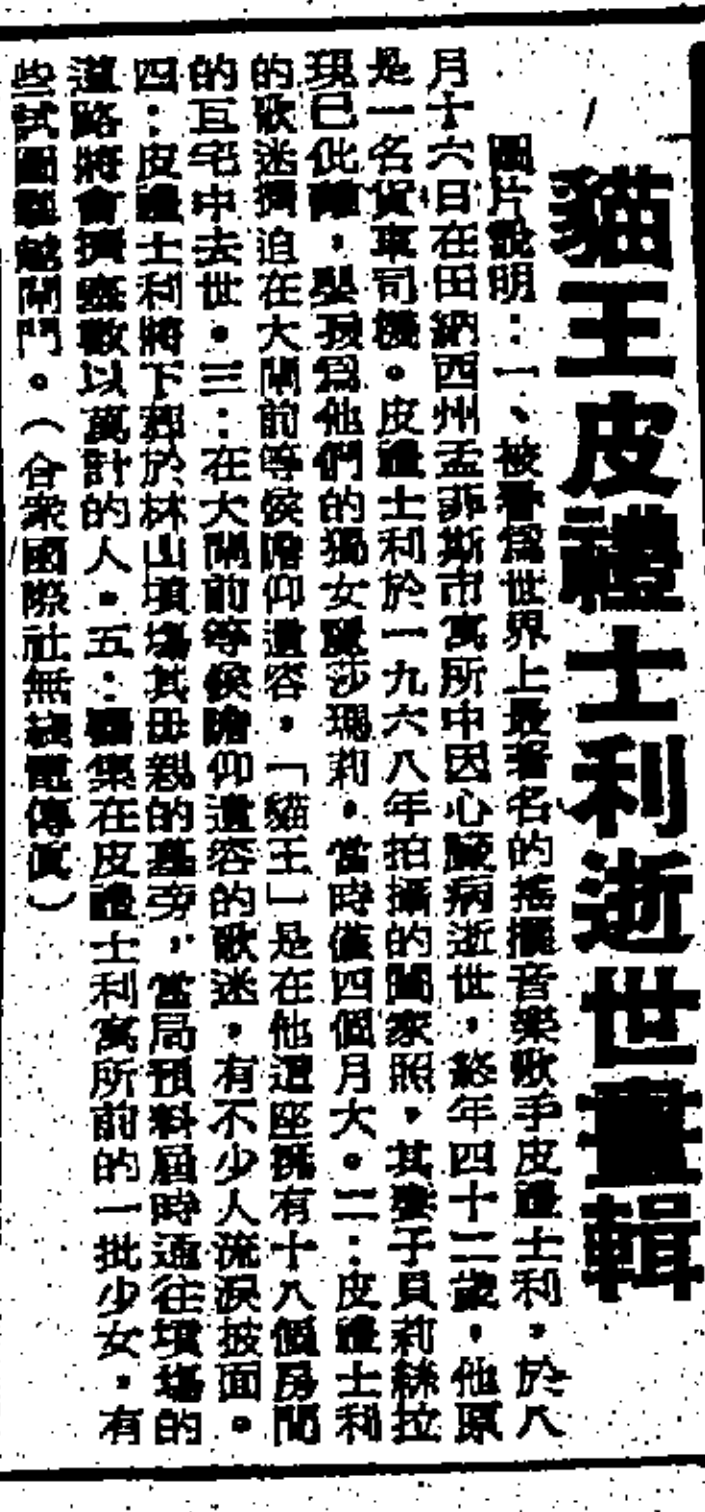 貓王皮禮士利逝世畫輯
圖片說明：一、被譽爲世界上最著名的搖擺音樂歌手皮禮士利，於八
月十六日在田納西州孟菲斯市寓所中因心臟病逝世，終年四十二歲，他原
是一名貨車司機。皮禮士利於一九六八年拍攝的闔家照，其妻子貝莉絲拉
現已仳離，嬰孩爲他們的獨女麗莎瑪莉，當時僅四個月大。二：皮禮士利
的歌迷擠迫在大閘前等候瞻仰遺容，「貓王」是在他這座擁有十八個房間
的巨宅中去世。三：在大閘前等候瞻仰遺容的歌迷，有不少人流淚披面。
四：皮禮士利將下葬於林山墳場其母親的墓旁，當局預料屆時通往墳場的
道路將會擠塞數以萬計的人。五：羣集在皮禮士利寓所前的一批少女，有
些試圖攀越閘門。（合衆國際社無綫電傳眞）